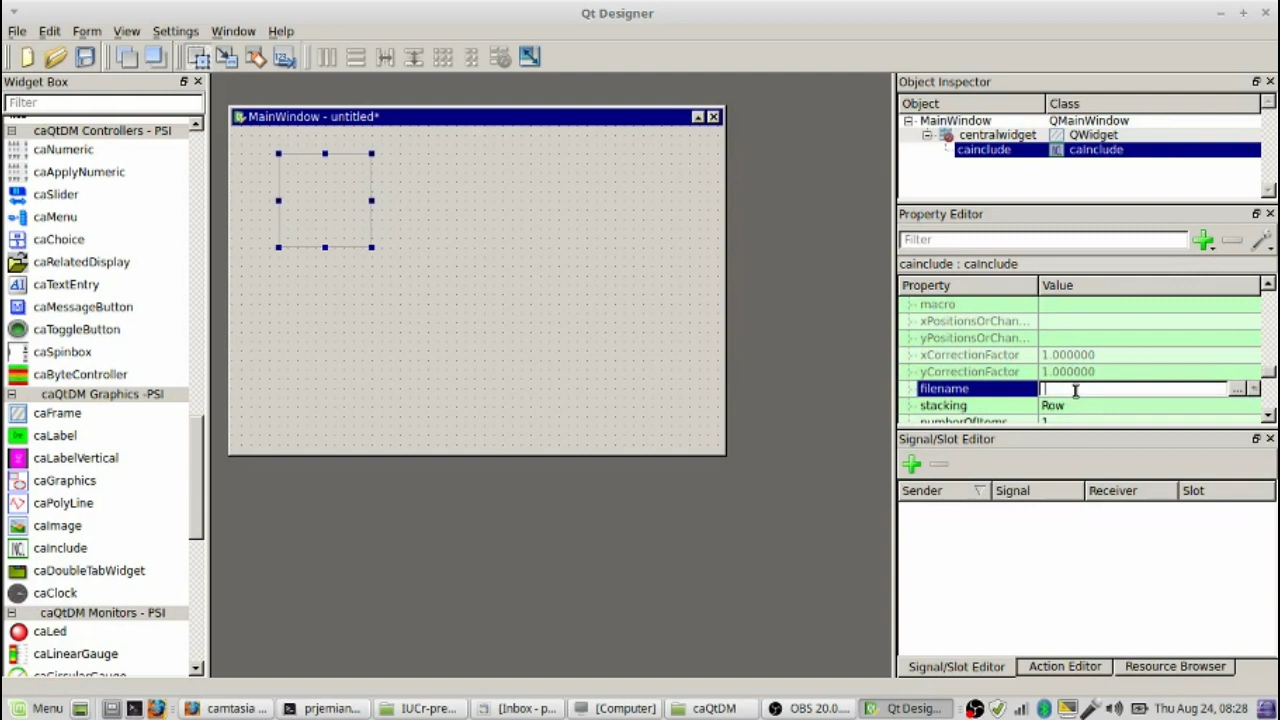 Qt Designer
File Edit Form View Settings Window Help
Widget Box
Filter
caQtDM Controllers - PSI
caNumeric
caApplyNumeric
caSlider
caMenu
caChoice
caRelatedDisplay
caTextEntry
caMessageButton
caToggleButton
caSpinbox
caByteController
caQtDM Graphics -PSI
caFrame
caLabel
caLabelVertical
caGraphics
caPolyLine
caImage
caInclude
caDoubleTabWidget
caClock
caQtDM Monitors - PSI
caLed
caLinearGauge
caCircularGauge
MainWindow - untitled*
Object Inspector
Object Class
MainWindow QMainWindow
centralwidget QWidget
cainclude caInclude
Property Editor
Filter
cainclude : caInclude
Property Value
macro
xPositionsOrChan...
yPositionsOrChan...
xCorrectionFactor 1.000000
yCorrectionFactor 1.000000
filename ...
stacking Row
numberOfItems 1
Signal/Slot Editor
Sender Signal Receiver Slot
Signal/Slot Editor Action Editor Resource Browser
Menu camtasia ... prjemian... IUCr-pre... [Inbox - p... [Computer] caQtDM OBS 20.0.... Qt Desig... Thu Aug 24, 08:28